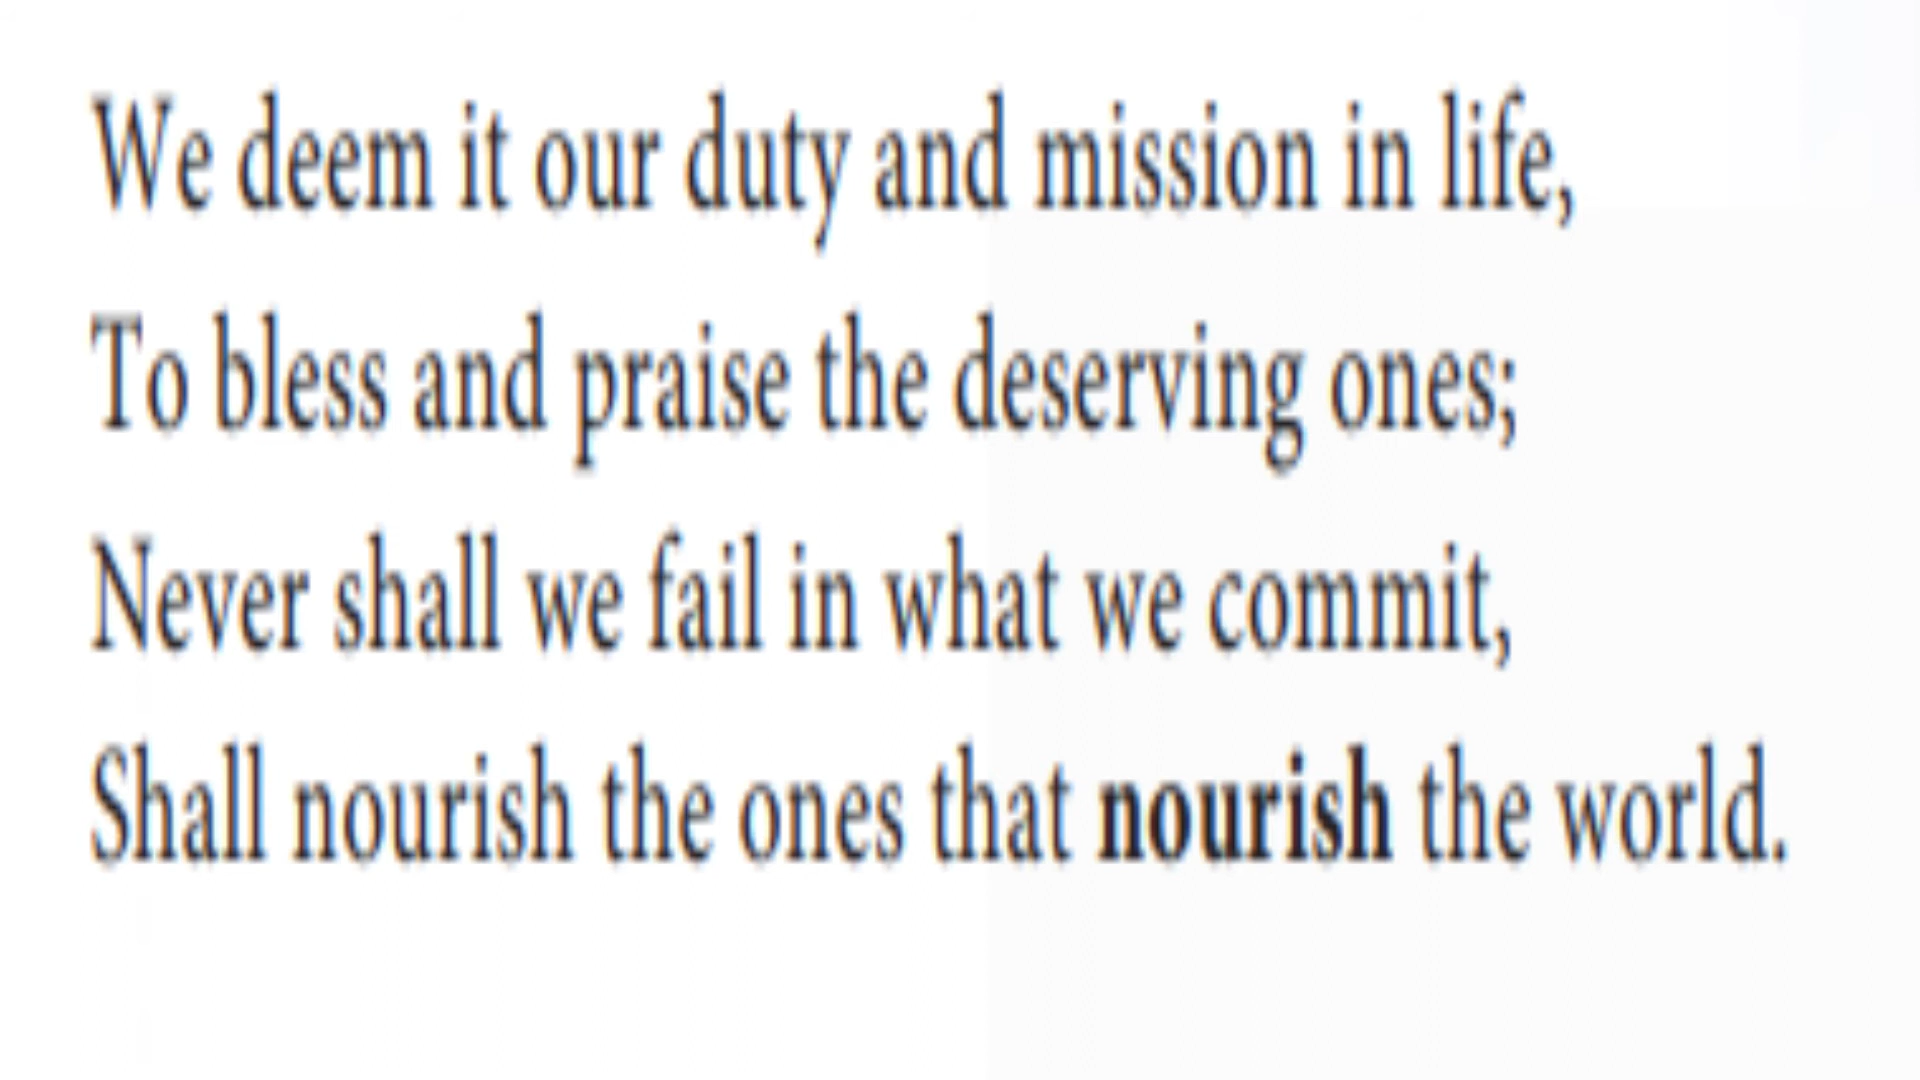 We deem it our duty and mission in life,
To bless and praise the deserving ones;
Never shall we fail in what we commit,
Shall nourish the ones that nourish the world.